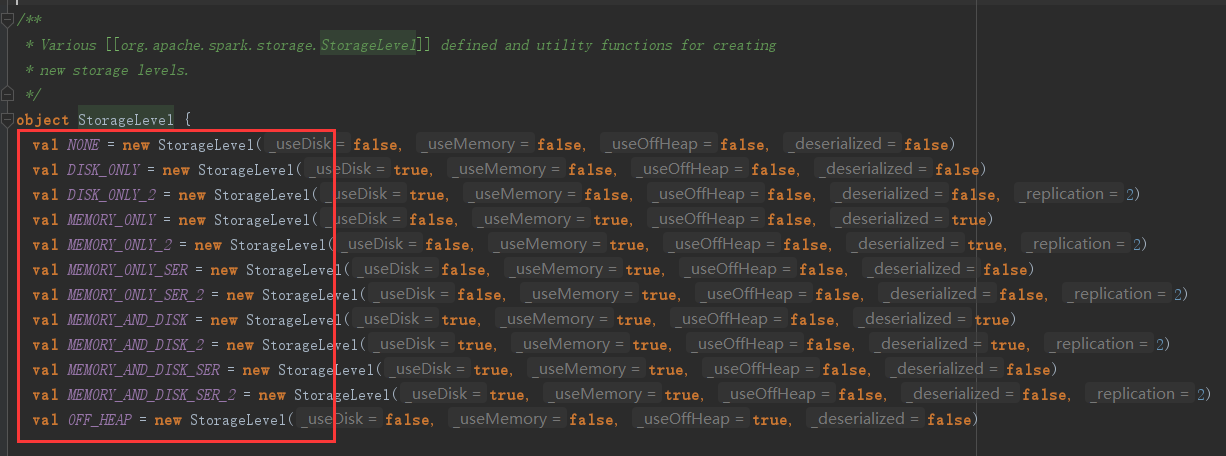 /**
* Various [[org.apache.spark.storage.StorageLevel]] defined and utility functions for creating
* new storage levels.
*/
object StorageLevel {
val NONE = new StorageLevel( _useDisk = false, _useMemory = false, _useOffHeap = false, _deserialized = false)
val DISK_ONLY = new StorageLevel( _useDisk = true, _useMemory = false, _useOffHeap = false, _deserialized = false)
val DISK_ONLY_2 = new StorageLevel( _useDisk = true, _useMemory = false, _useOffHeap = false, _deserialized = false, _replication = 2)
val MEMORY_ONLY = new StorageLevel( _useDisk = false, _useMemory = true, _useOffHeap = false, _deserialized = true)
val MEMORY_ONLY_2 = new StorageLevel( _useDisk = false, _useMemory = true, _useOffHeap = false, _deserialized = true, _replication = 2)
val MEMORY_ONLY_SER = new StorageLevel( _useDisk = false, _useMemory = true, _useOffHeap = false, _deserialized = false)
val MEMORY_ONLY_SER_2 = new StorageLevel( _useDisk = false, _useMemory = true, _useOffHeap = false, _deserialized = false, _replication = 2)
val MEMORY_AND_DISK = new StorageLevel( _useDisk = true, _useMemory = true, _useOffHeap = false, _deserialized = true)
val MEMORY_AND_DISK_2 = new StorageLevel( _useDisk = true, _useMemory = true, _useOffHeap = false, _deserialized = true, _replication = 2)
val MEMORY_AND_DISK_SER = new StorageLevel( _useDisk = true, _useMemory = true, _useOffHeap = false, _deserialized = false)
val MEMORY_AND_DISK_SER_2 = new StorageLevel( _useDisk = true, _useMemory = true, _useOffHeap = false, _deserialized = false, _replication = 2)
val OFF_HEAP = new StorageLevel( _useDisk = false, _useMemory = false, _useOffHeap = true, _deserialized = false)